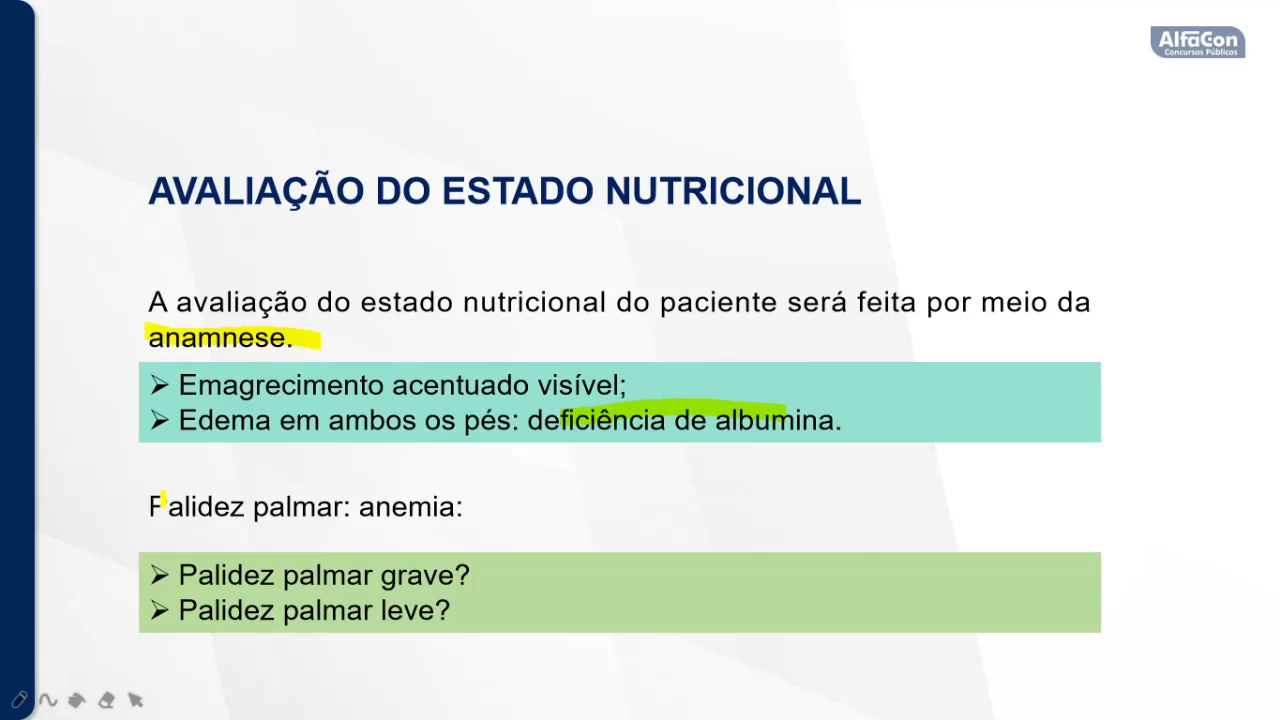 AlfaCon
Concursos Públicos
AVALIAÇÃO DO ESTADO NUTRICIONAL
A avaliação do estado nutricional do paciente será feita por meio da
anamnese.
➢ Emagrecimento acentuado visível;
➢ Edema em ambos os pés: deficiência de albumina.
Palidez palmar: anemia:
➢ Palidez palmar grave?
➢ Palidez palmar leve?